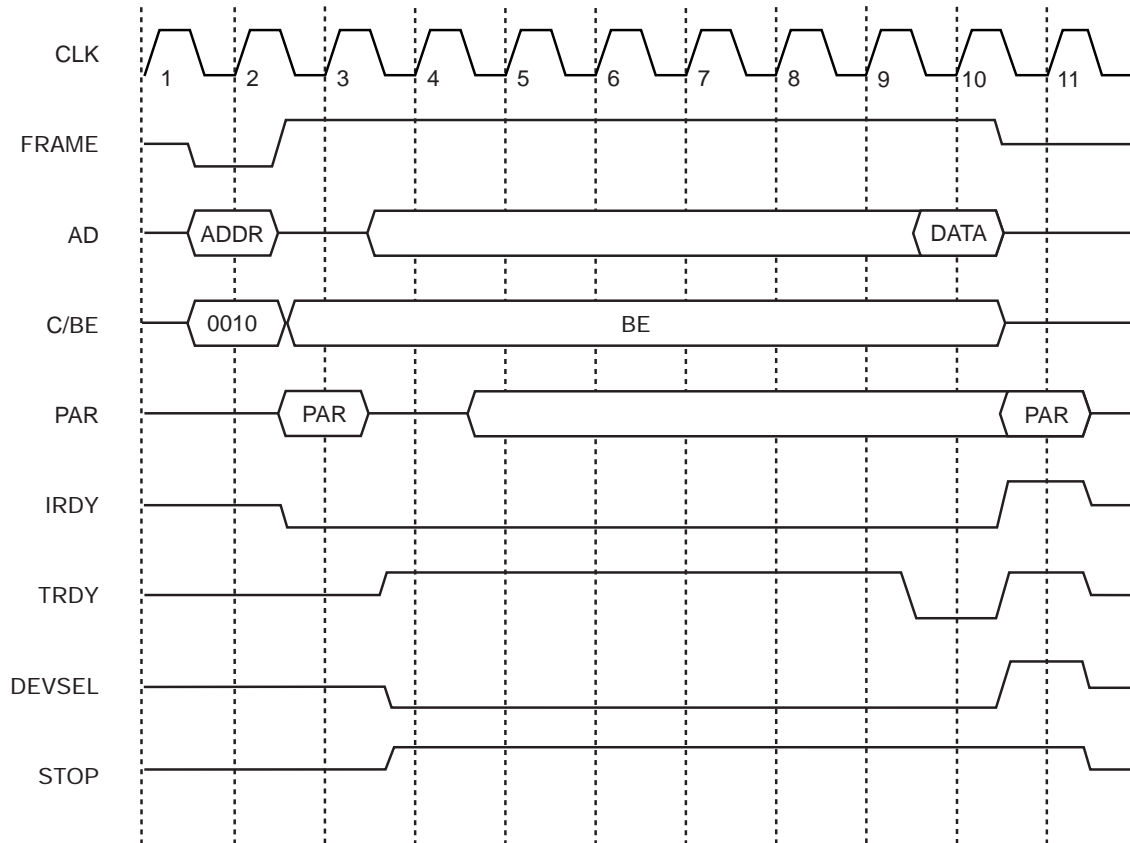 CLK
1 2 3 4 5 6 7 8 9 10 11
FRAME
AD ADDR DATA
C/BE 0010 BE
PAR PAR PAR
IRDY
TRDY
DEVSEL
STOP